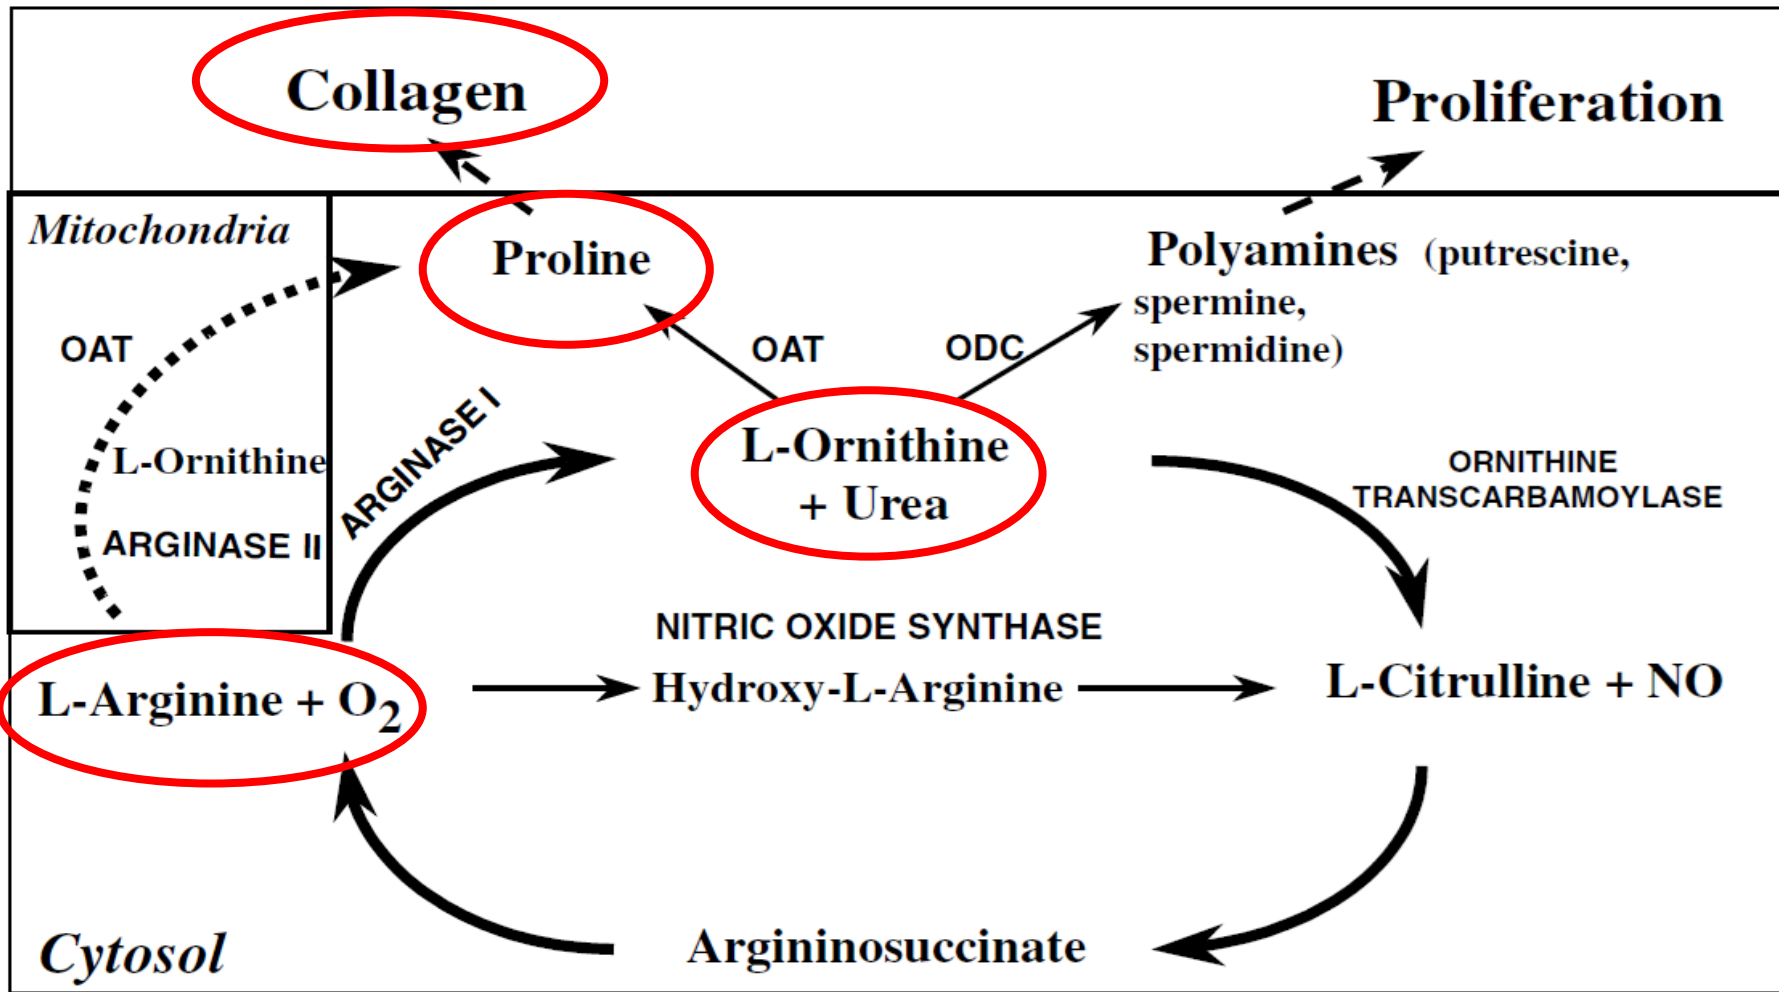 Collagen
Proliferation
Mitochondria
Proline
Polyamines (putrescine,
spermine,
spermidine)
OAT
OAT
ODC
ARGINASE I
L-Ornithine
+ Urea
L-Ornithine
ORNITHINE
TRANSCARBAMOYLASE
ARGINASE II
NITRIC OXIDE SYNTHASE
L-Arginine + O2
Hydroxy-L-Arginine
L-Citrulline + NO
Argininosuccinate
Cytosol